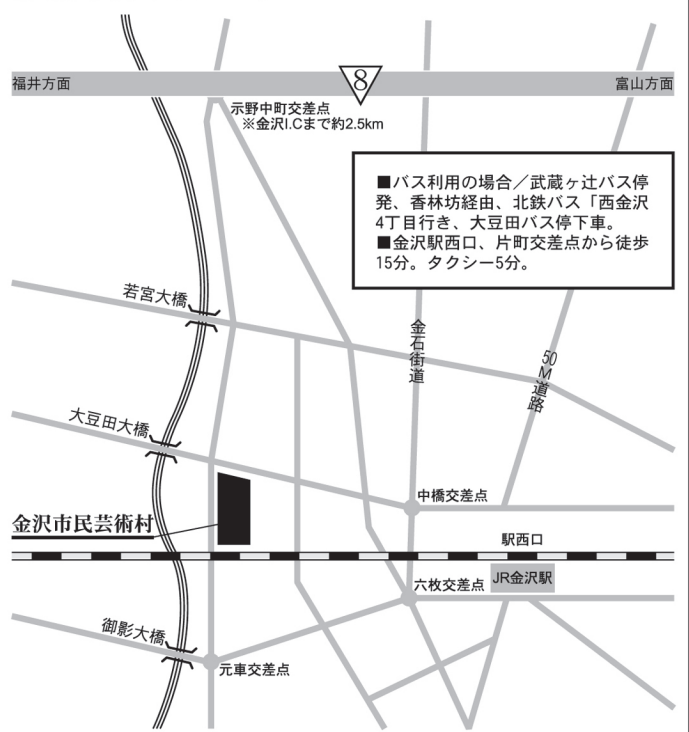 福井方面
8
富山方面
示野中町交差点
※金沢I.Cまで約2.5km
■バス利用の場合／武蔵ヶ辻バス停
発、香林坊経由、北鉄バス「西金沢
4丁目行き、大豆田バス停下車。
■金沢駅西口、片町交差点から徒歩
15分。タクシー5分。
若宮大橋
金石街道
50M道路
大豆田大橋
中橋交差点
金沢市民芸術村
駅西口
六枚交差点
JR金沢駅
御影大橋
元車交差点